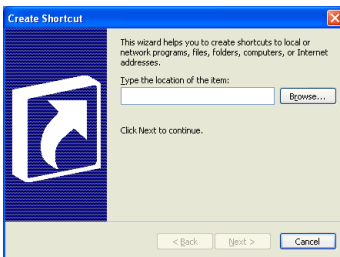 Create Shortcut
This wizard helps you to create shortcuts to local or
network programs, files, folders, computers, or Internet
addresses.
Type the location of the item:
Browse...
Click Next to continue.
< Back
Next >
Cancel